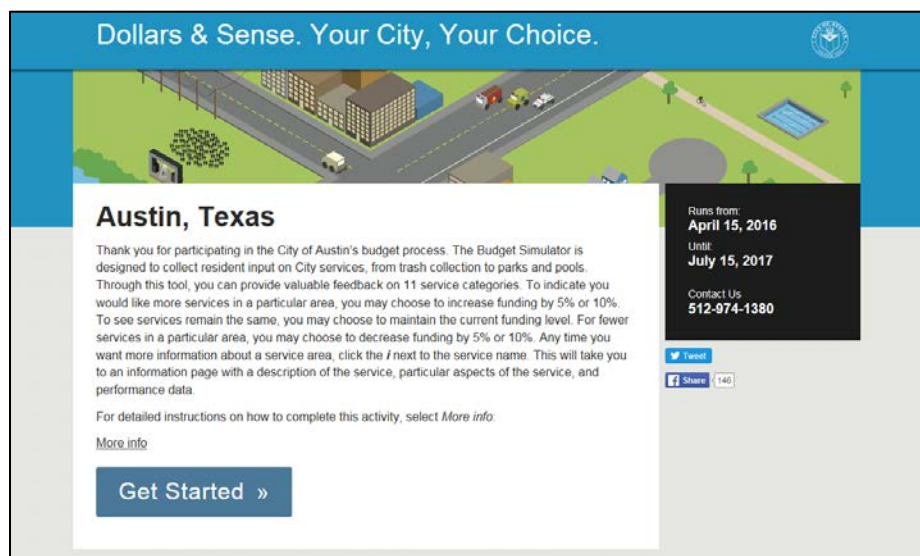 Dollars & Sense. Your City, Your Choice.
Austin, Texas
Thank you for participating in the City of Austin's budget process. The Budget Simulator is
designed to collect resident input on City services, from trash collection to parks and pools.
Through this tool, you can provide valuable feedback on 11 service categories. To indicate you
would like more services in a particular area, you may choose to increase funding by 5% or 10%.
To see services remain the same, you may choose to maintain the current funding level. For fewer
services in a particular area, you may choose to decrease funding by 5% or 10%. Any time you
want more information about a service area, click the i next to the service name. This will take you
to an information page with a description of the service, particular aspects of the service, and
performance data.
For detailed instructions on how to complete this activity, select More info:
More info
Get Started »
Runs from:
April 15, 2016
Until:
July 15, 2017
Contact Us
512-974-1380
Tweet
Share 146